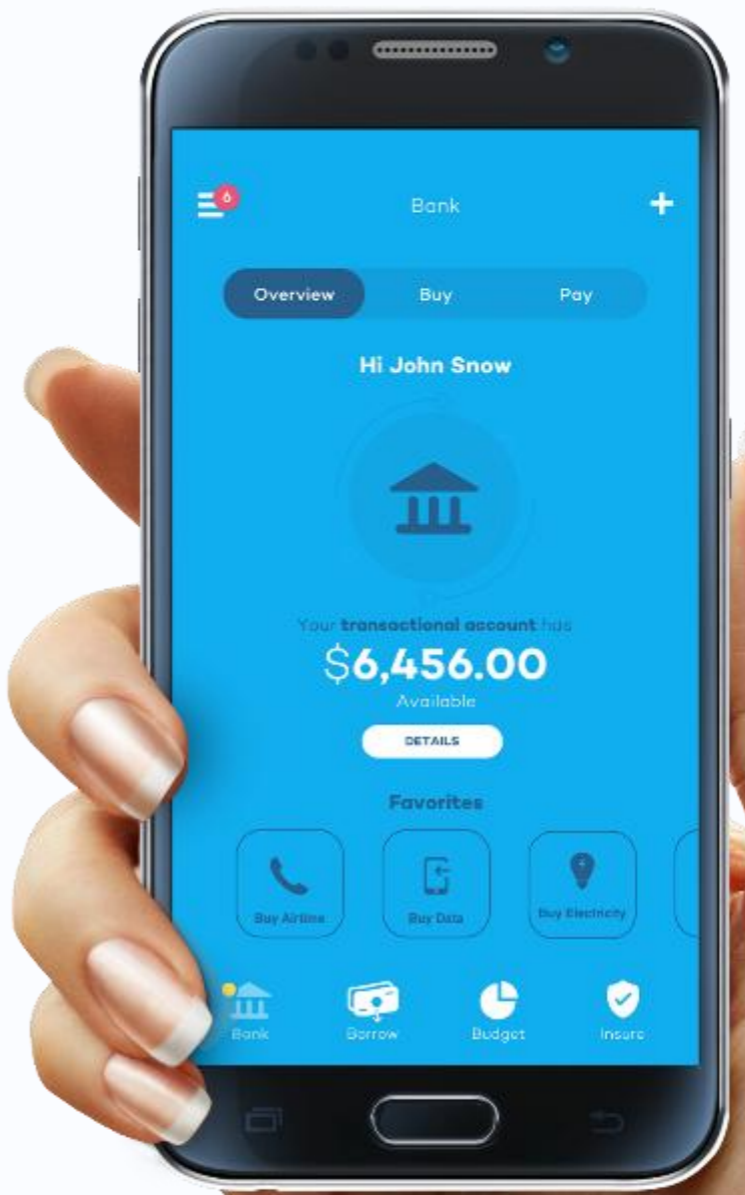 6
Bank
Overview Buy Pay
Hi John Snow
Your transactional account has
$6,456.00
Available
DETAILS
Favorites
Buy Airtime Buy Data Buy Electricity
Bank Borrow Budget Insure